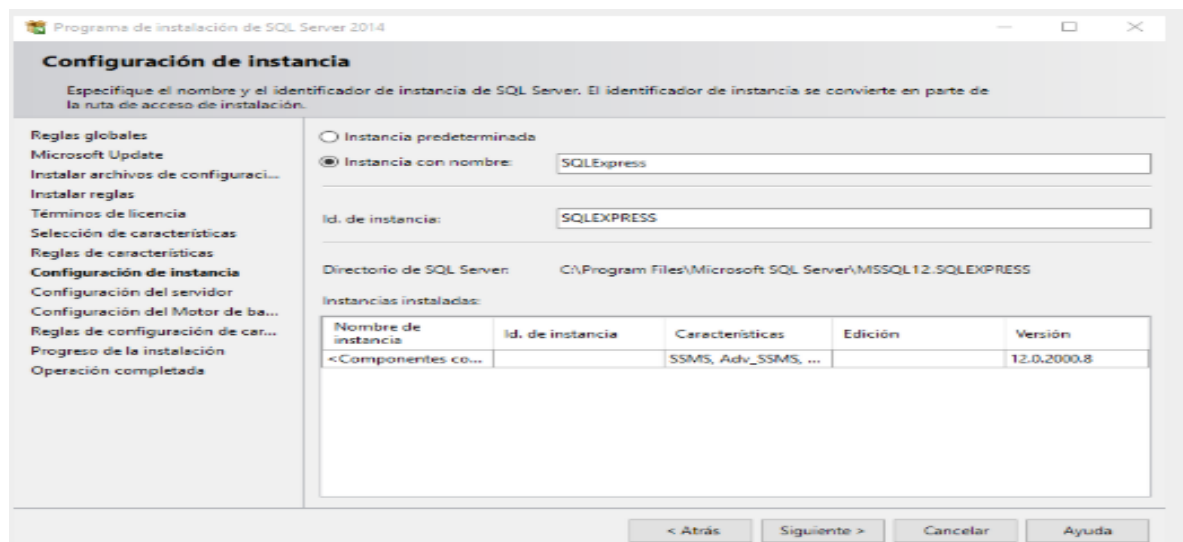 Programa de instalación de SQL Server 2014
Configuración de instancia
Especifique el nombre y el identificador de instancia de SQL Server. El identificador de instancia se convierte en parte de
la ruta de acceso de instalación.
Reglas globales
Microsoft Update
Instalar archivos de configuraci...
Instalar reglas
Términos de licencia
Selección de características
Reglas de características
Configuración de instancia
Configuración del servidor
Configuración del Motor de ba...
Reglas de configuración de car...
Progreso de la instalación
Operación completada
Instancia predeterminada
Instancia con nombre: SQLExpress
Id. de instancia: SQLEXPRESS
Directorio de SQL Server: C:\Program Files\Microsoft SQL Server\MSSQL12.SQLEXPRESS
Instancias instaladas:
Nombre de instancia Id. de instancia Características Edición Versión
<Componentes co... SSMS, Adv_SSMS, ... 12.0.2000.8
< Atrás Siguiente > Cancelar Ayuda